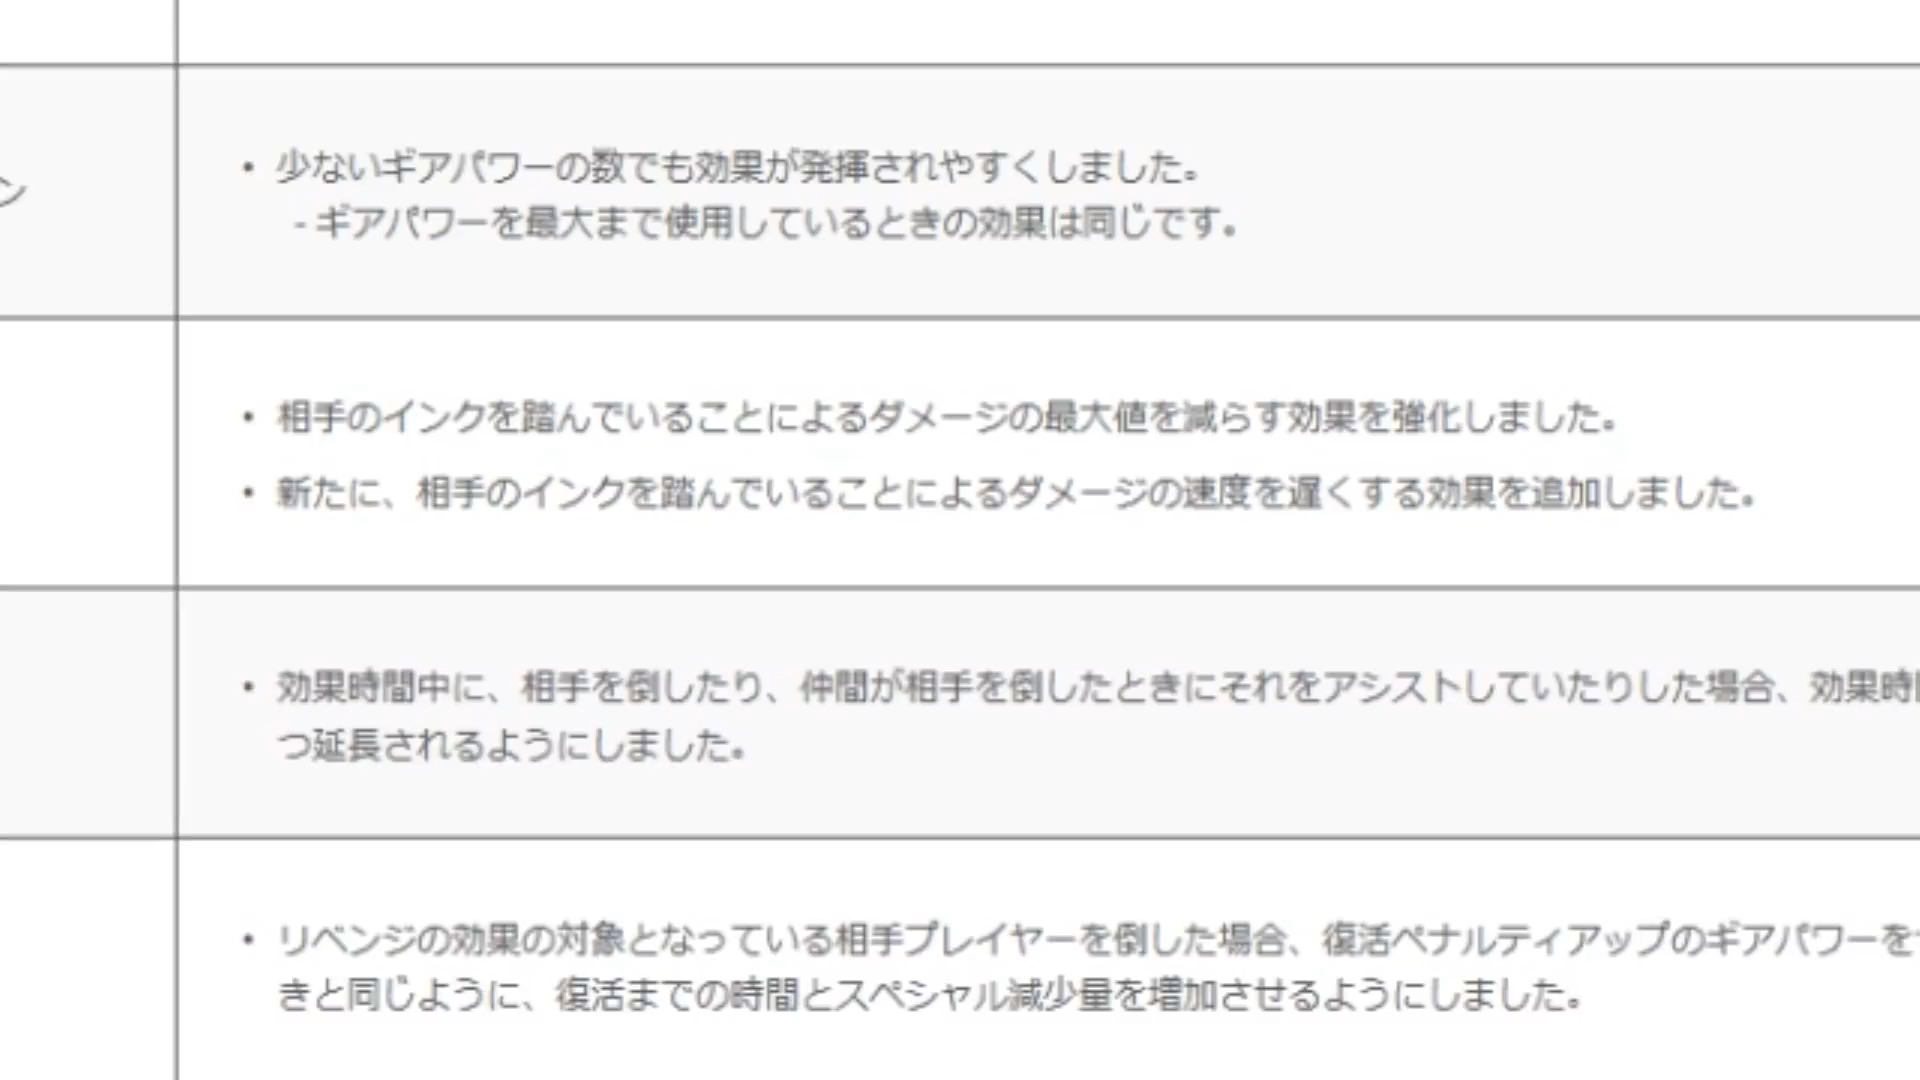 ・少ないギアパワーの数でも効果が発揮されやすくしました。
ン
- ギアパワーを最大まで使用しているときの効果は同じです。
・相手のインクを踏んでいることによるダメージの最大値を減らす効果を強化しました。
・新たに、相手のインクを踏んでいることによるダメージの速度を遅くする効果を追加しました。
・効果時間中に、相手を倒したり、仲間が相手を倒したときにそれをアシストしていたりした場合、効果時
つ延長されるようにしました。
・リベンジの効果の対象となっている相手プレイヤーを倒した場合、復活ペナルティアップのギアパワーを
きと同じように、復活までの時間とスペシャル減少量を増加させるようにしました。